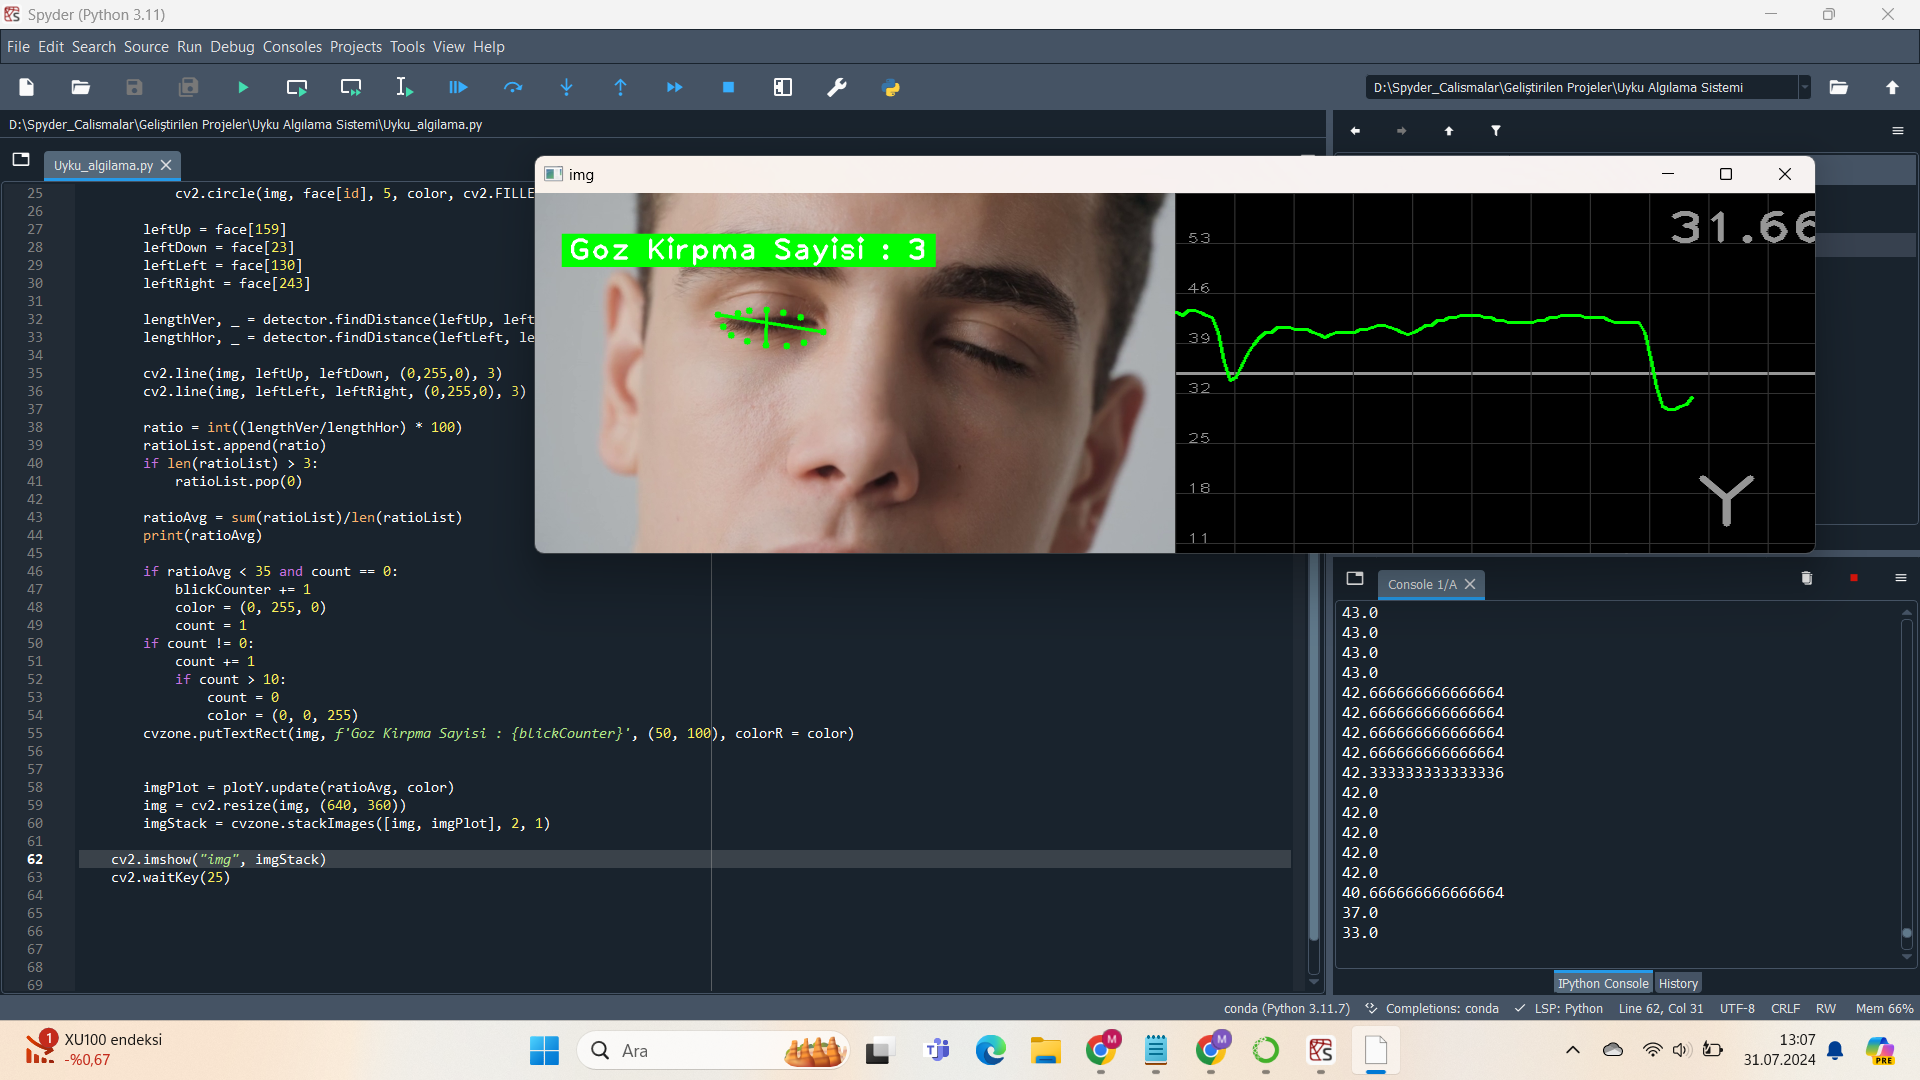 Spyder (Python 3.11)
File Edit Search Source Run Debug Consoles Projects Tools View Help
D:\Spyder_Calismalar\Geliştirilen Projeler\Uyku Algılama Sistemi
D:\Spyder_Calismalar\Geliştirilen Projeler\Uyku Algılama Sistemi\Uyku_algilama.py
Uyku_algilama.py
25 cv2.circle(img, face[id], 5, color, cv2.FILLE
26
27 leftUp = face[159]
28 leftDown = face[23]
29 leftLeft = face[130]
30 leftRight = face[243]
31
32 lengthVer, _ = detector.findDistance(leftUp, left
33 lengthHor, _ = detector.findDistance(leftLeft, le
34
35 cv2.line(img, leftUp, leftDown, (0,255,0), 3)
36 cv2.line(img, leftLeft, leftRight, (0,255,0), 3)
37
38 ratio = int((lengthVer/lengthHor) * 100)
39 ratioList.append(ratio)
40 if len(ratioList) > 3:
41 ratioList.pop(0)
42
43 ratioAvg = sum(ratioList)/len(ratioList)
44 print(ratioAvg)
45
46 if ratioAvg < 35 and count == 0:
47 blickCounter += 1
48 color = (0, 255, 0)
49 count = 1
50 if count != 0:
51 count += 1
52 if count > 10:
53 count = 0
54 color = (0, 0, 255)
55 cvzone.putTextRect(img, f'Goz Kirpma Sayisi : {blickCounter}', (50, 100), colorR = color)
56
57
58 imgPlot = plotY.update(ratioAvg, color)
59 img = cv2.resize(img, (640, 360))
60 imgStack = cvzone.stackImages([img, imgPlot], 2, 1)
61
62 cv2.imshow("img", imgStack)
63 cv2.waitKey(25)
64
65
66
67
68
69
img
Goz Kirpma Sayisi : 3
31.66
53
46
39
32
25
18
11
Y
Console 1/A
43.0
43.0
43.0
43.0
42.666666666666664
42.666666666666664
42.666666666666664
42.666666666666664
42.333333333333336
42.0
42.0
42.0
42.0
42.0
40.666666666666664
37.0
33.0
IPython Console History
conda (Python 3.11.7) Completions: conda LSP: Python Line 62, Col 31 UTF-8 CRLF RW Mem 66%
1
XU100 endeksi
-%0,67
Ara
M
M
13:07
31.07.2024
PRE